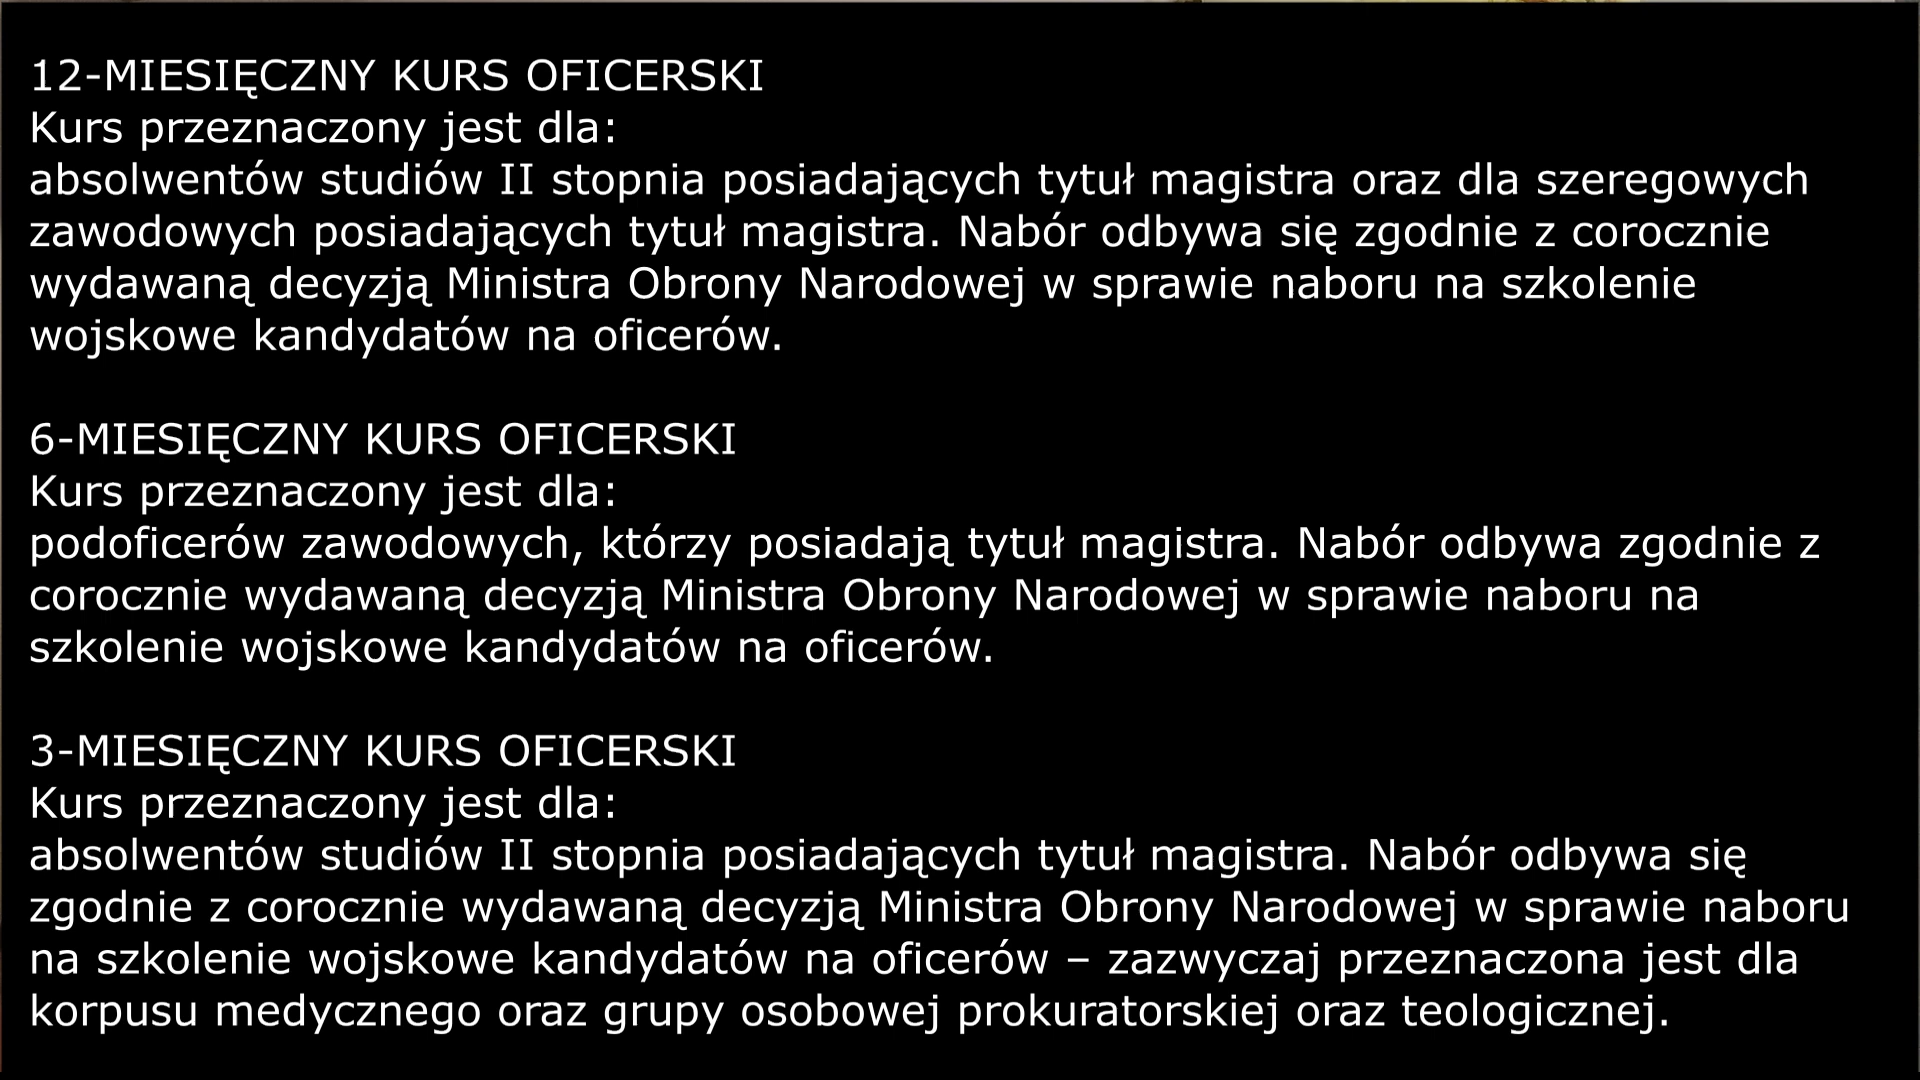 12-MIESIĘCZNY KURS OFICERSKI
Kurs przeznaczony jest dla:
absolwentów studiów II stopnia posiadających tytuł magistra oraz dla szeregowych
zawodowych posiadających tytuł magistra. Nabór odbywa się zgodnie z corocznie
wydawaną decyzją Ministra Obrony Narodowej w sprawie naboru na szkolenie
wojskowe kandydatów na oficerów.
6-MIESIĘCZNY KURS OFICERSKI
Kurs przeznaczony jest dla:
podoficerów zawodowych, którzy posiadają tytuł magistra. Nabór odbywa zgodnie z
corocznie wydawaną decyzją Ministra Obrony Narodowej w sprawie naboru na
szkolenie wojskowe kandydatów na oficerów.
3-MIESIĘCZNY KURS OFICERSKI
Kurs przeznaczony jest dla:
absolwentów studiów II stopnia posiadających tytuł magistra. Nabór odbywa się
zgodnie z corocznie wydawaną decyzją Ministra Obrony Narodowej w sprawie naboru
na szkolenie wojskowe kandydatów na oficerów – zazwyczaj przeznaczona jest dla
korpusu medycznego oraz grupy osobowej prokuratorskiej oraz teologicznej.